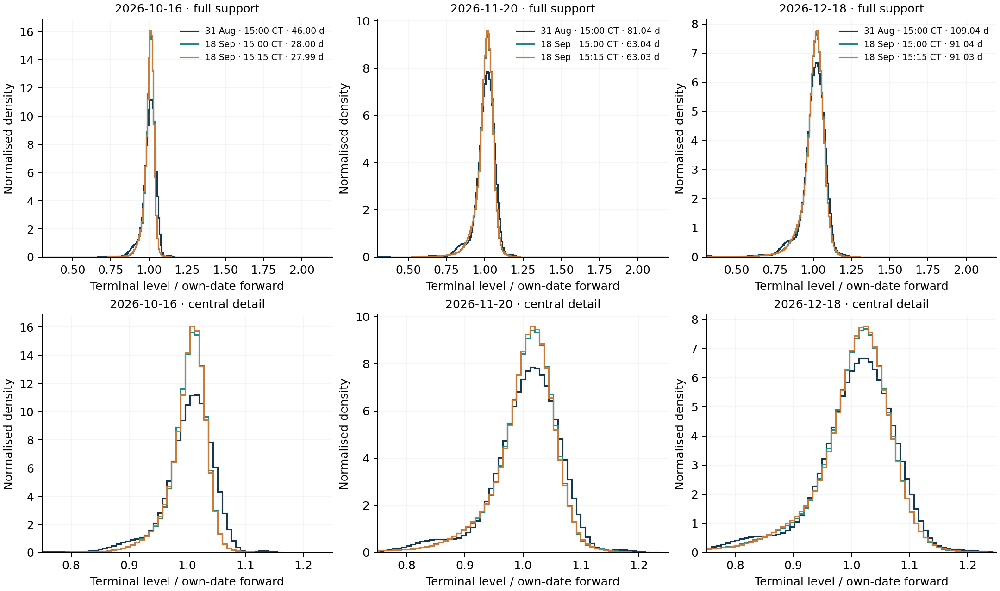 2026-10-16 · full support
16
14
12
10
8
6
4
2
0
Normalised density
31 Aug · 15:00 CT · 46.00 d
18 Sep · 15:00 CT · 28.00 d
18 Sep · 15:15 CT · 27.99 d
0.50 0.75 1.00 1.25 1.50 1.75 2.00
Terminal level / own-date forward
2026-11-20 · full support
10
8
6
4
2
0
Normalised density
31 Aug · 15:00 CT · 81.04 d
18 Sep · 15:00 CT · 63.04 d
18 Sep · 15:15 CT · 63.03 d
0.50 0.75 1.00 1.25 1.50 1.75 2.00
Terminal level / own-date forward
2026-12-18 · full support
8
7
6
5
4
3
2
1
0
Normalised density
31 Aug · 15:00 CT · 109.04 d
18 Sep · 15:00 CT · 91.04 d
18 Sep · 15:15 CT · 91.03 d
0.50 0.75 1.00 1.25 1.50 1.75 2.00
Terminal level / own-date forward
2026-10-16 · central detail
16
14
12
10
8
6
4
2
0
Normalised density
0.8 0.9 1.0 1.1 1.2
Terminal level / own-date forward
2026-11-20 · central detail
10
8
6
4
2
0
Normalised density
0.8 0.9 1.0 1.1 1.2
Terminal level / own-date forward
2026-12-18 · central detail
8
7
6
5
4
3
2
1
0
Normalised density
0.8 0.9 1.0 1.1 1.2
Terminal level / own-date forward